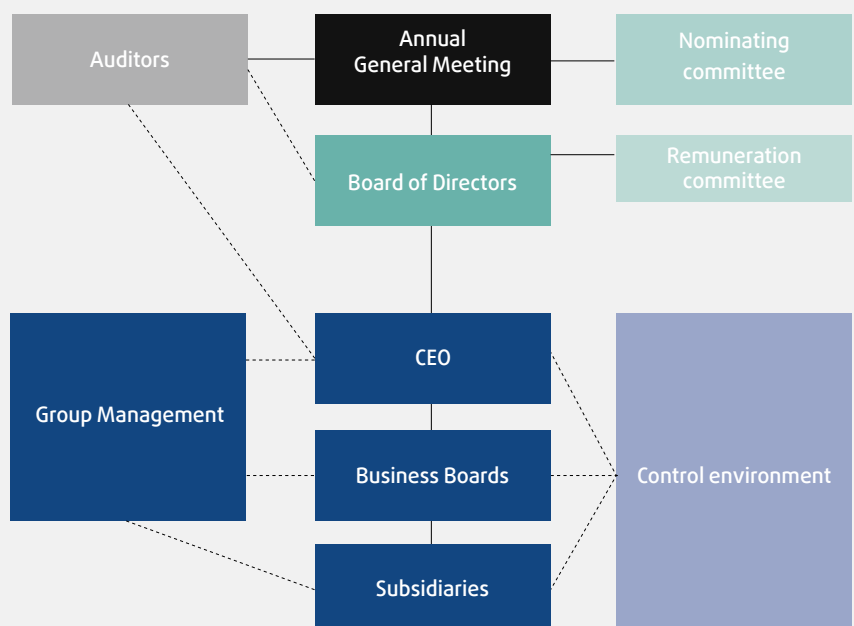 Auditors
Annual
General Meeting
Nominating
committee
Board of Directors
Remuneration
committee
Group Management
CEO
Business Boards
Control environment
Subsidiaries